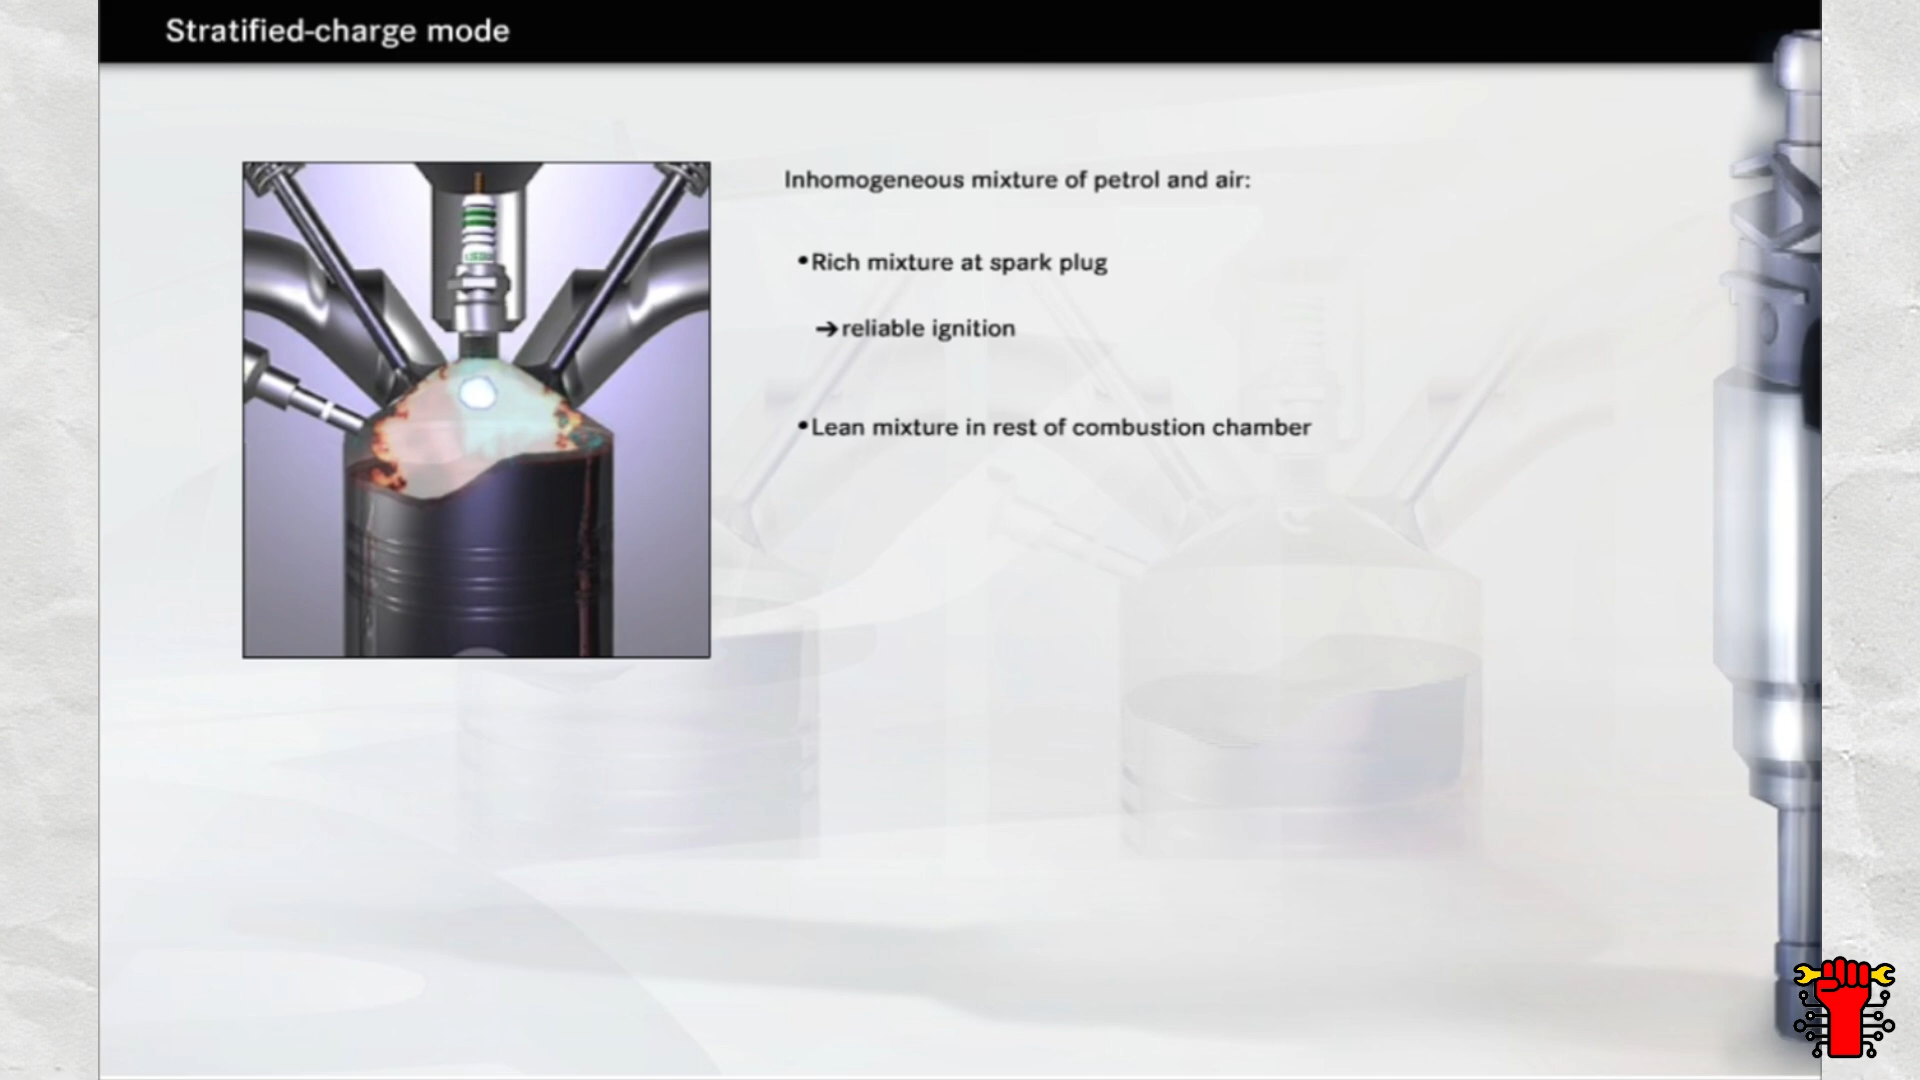 Stratified-charge mode
Inhomogeneous mixture of petrol and air:
•Rich mixture at spark plug
➔reliable ignition
•Lean mixture in rest of combustion chamber